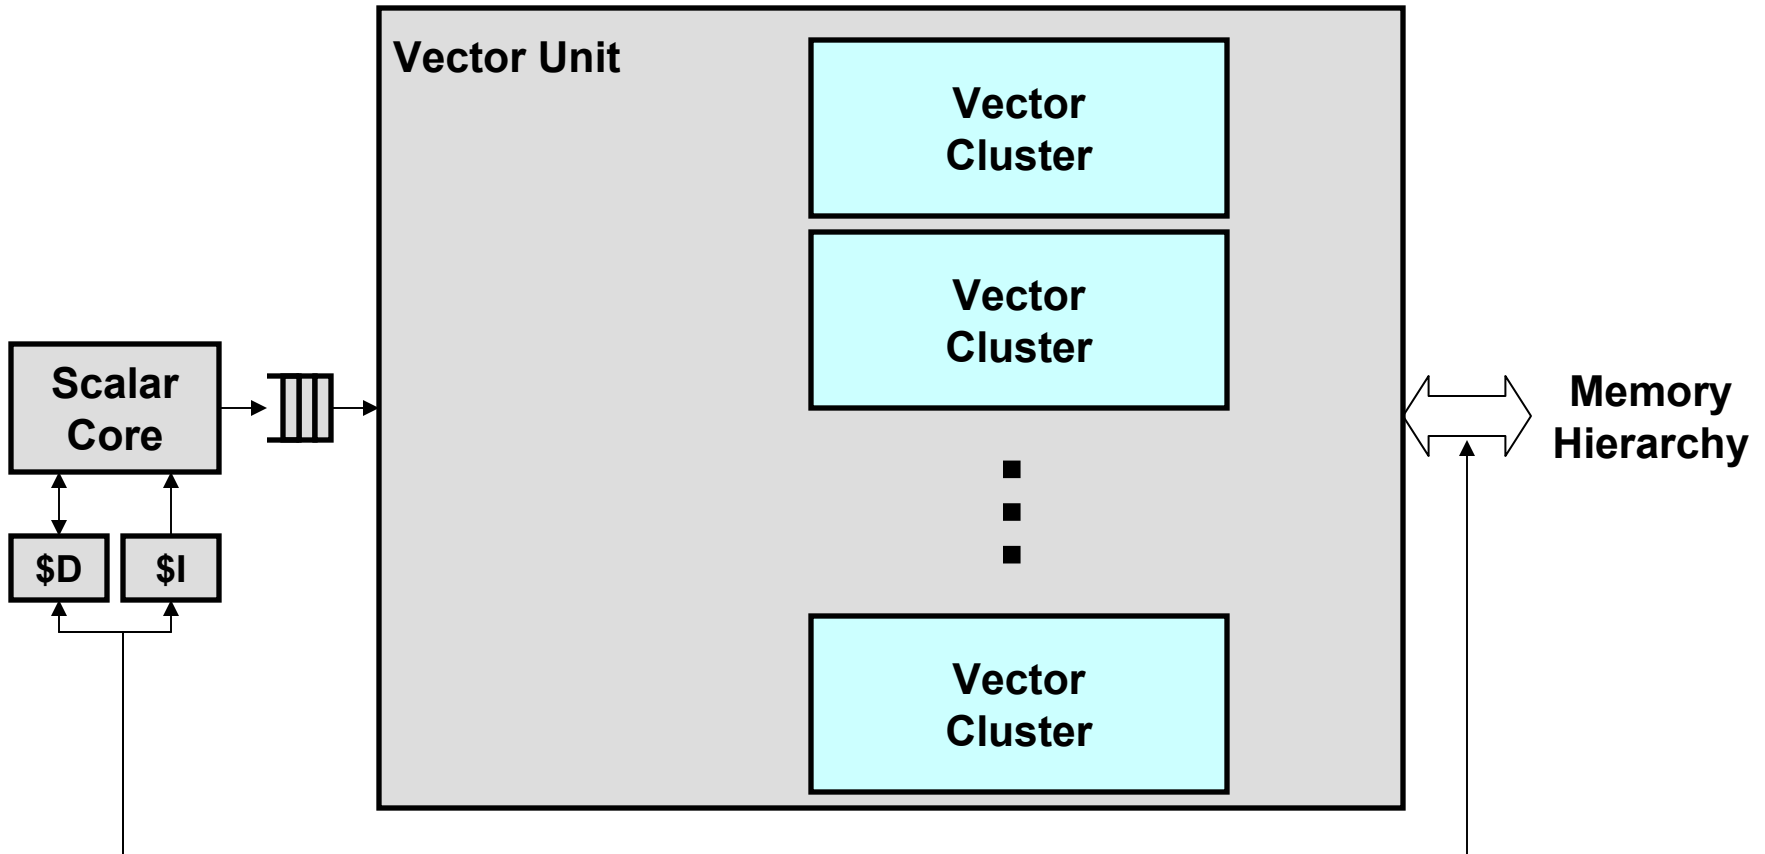 Vector Unit
Vector
Cluster
Vector
Cluster
Scalar
Core
Memory
Hierarchy
$D
$I
Vector
Cluster